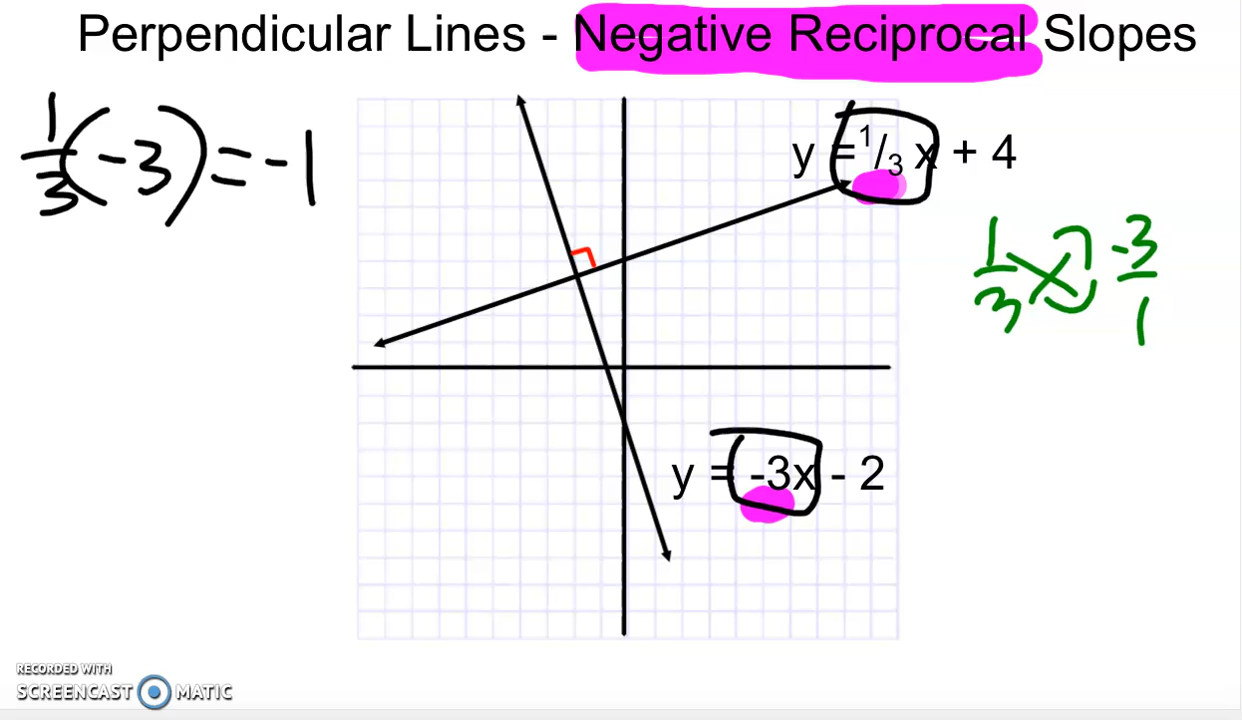 Perpendicular Lines - Negative Reciprocal Slopes
1/3(-3) = -1
y = 1/3 x + 4
1/3 -3/1
y = -3x - 2
RECORDED WITH
SCREENCAST MATIC